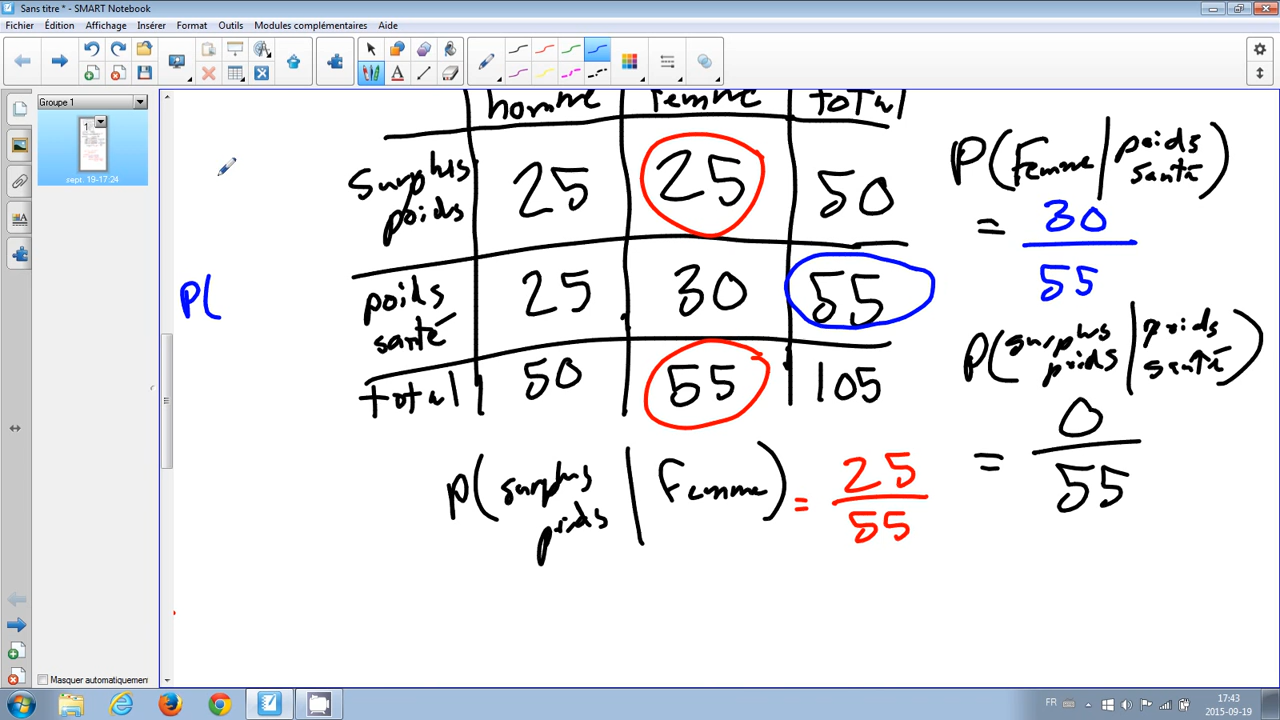 Sans titre * - SMART Notebook
Fichier Édition Affichage Insérer Format Outils Modules complémentaires Aide
Groupe 1
1
sept. 19-17:24
homme femme total
surplus poids 25 25 50
poids santé 25 30 55
total 50 55 105
P(surplus poids | Femme) = 25/55
P(Femme | poids santé)
= 30/55
P(surplus poids | poids santé)
= 0/55
P(
Masquer automatiquement
FR
17:43
2015-09-19